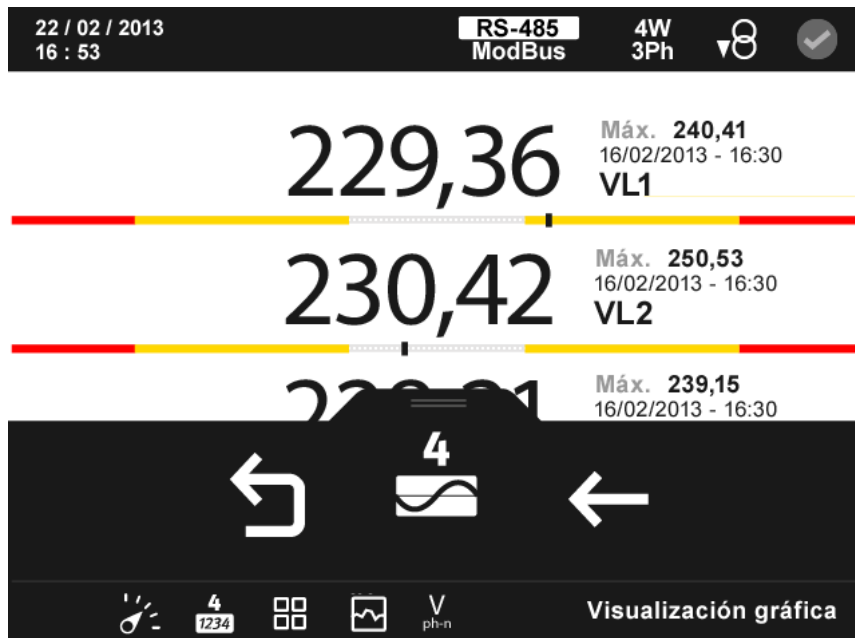 22 / 02 / 2013
16 : 53
RS-485
ModBus
4W
3Ph
229,36
Máx. 240,41
16/02/2013 - 16:30
VL1
230,42
Máx. 250,53
16/02/2013 - 16:30
VL2
Máx. 239,15
16/02/2013 - 16:30
4
4
1234
V
ph-n
Visualización gráfica